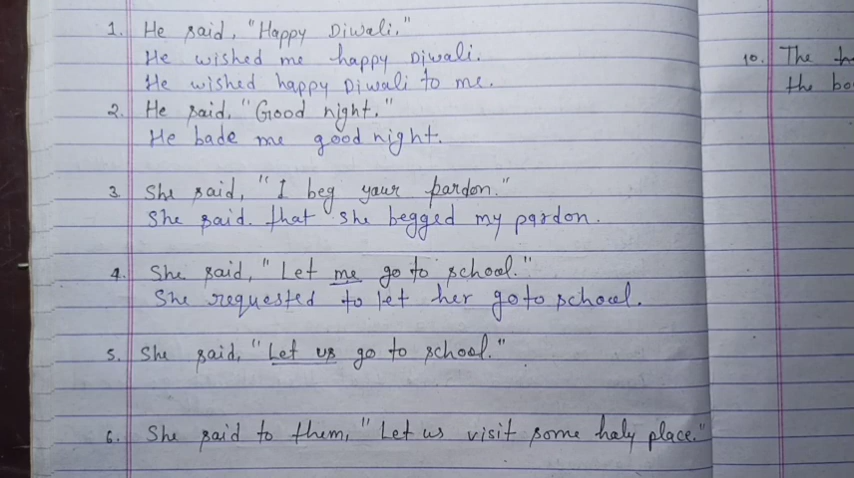 1. He said, "Happy Diwali."
He wished me happy Diwali.
He wished happy Diwali to me.
2. He said, "Good night."
He bade me good night.
3. She said, "I beg your pardon."
She said. that she begged my pardon.
4. She said, "Let me go to school."
She requested to let her go to school.
5. She said, "Let us go to school."
6. She said to them, "Let us visit some holy place."
10. The
the